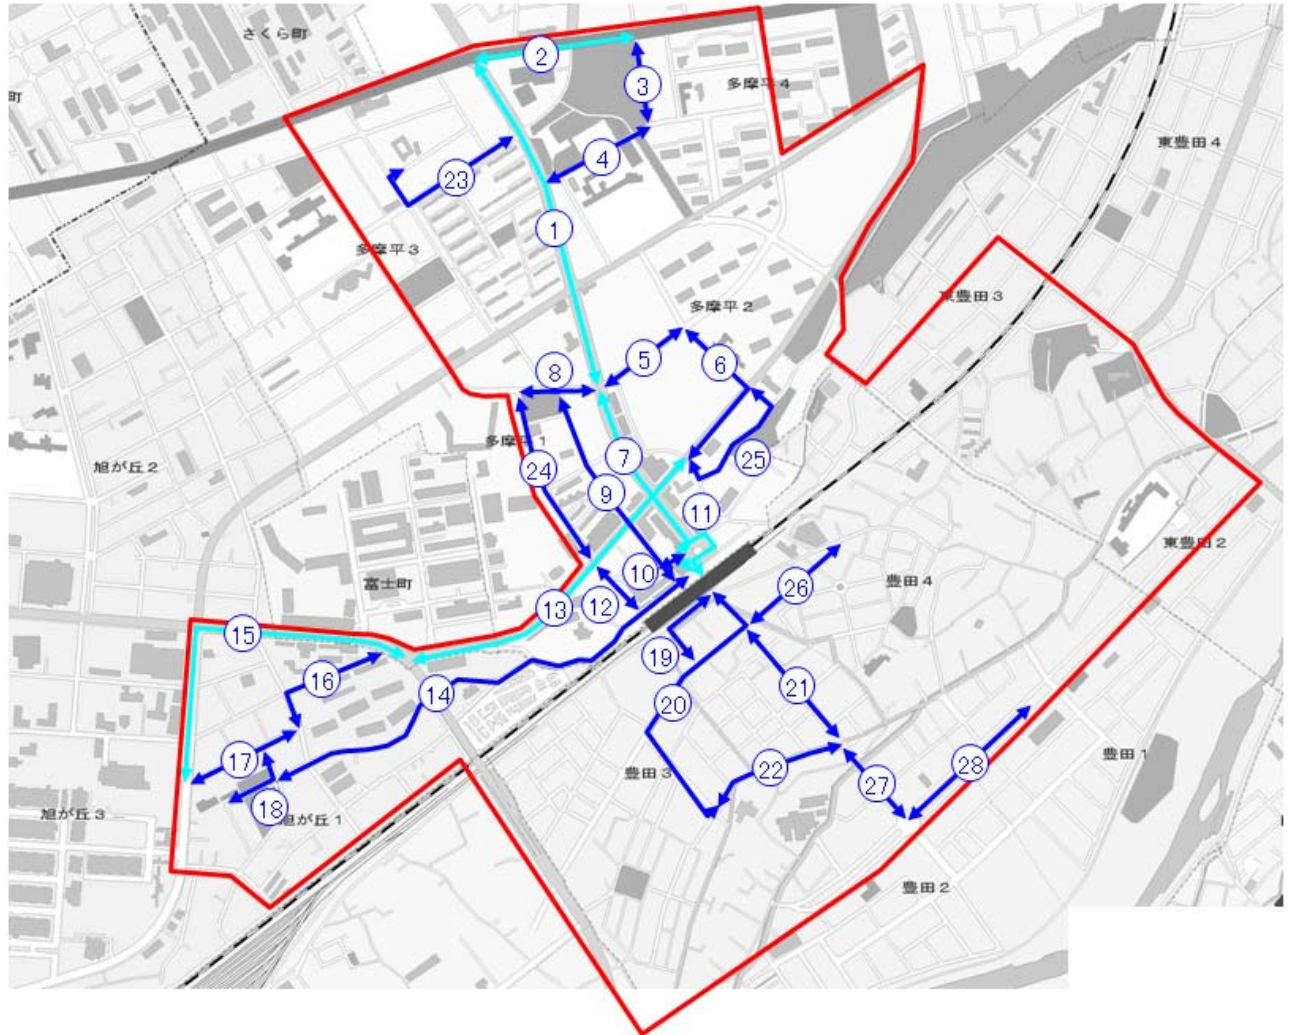 さくら町
町
②
③
多摩平4
東豊田4
④
㉓
①
多摩平3
東豊田3
多摩平2
⑤
⑥
⑧
多摩平1
旭が丘2
㉔
⑦
㉕
⑨
⑪
東豊田2
富士町
⑩
豊田4
㉖
⑫
⑬
⑮
⑲
⑯
⑭
㉑
⑳
豊田3
㉒
⑰
㉗
㉘
豊田1
⑱
旭が丘3
旭が丘1
豊田2